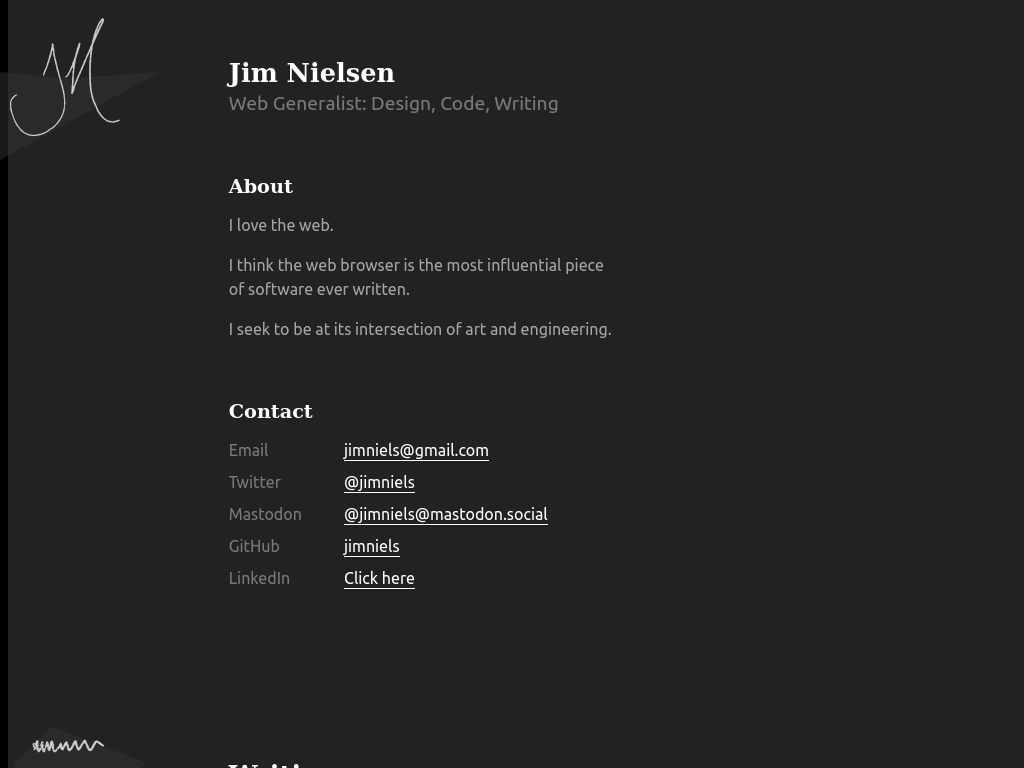 Jim Nielsen
Web Generalist: Design, Code, Writing
About
I love the web.
I think the web browser is the most influential piece
of software ever written.
I seek to be at its intersection of art and engineering.
Contact
Email jimniels@gmail.com
Twitter @jimniels
Mastodon @jimniels@mastodon.social
GitHub jimniels
LinkedIn Click here